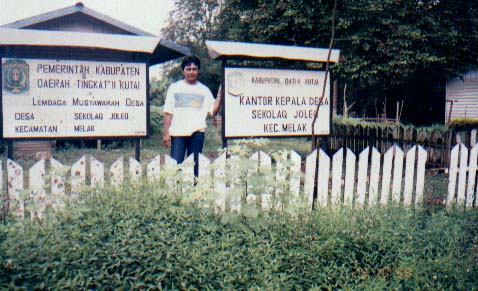 PEMERINTAH KABUPATEN
DAERAH TINGKAT II KUTAI
LEMBAGA MUSYAWARAH DESA
DESA SEKOLAQ JOLEQ
KECAMATAN MELAK
KABUPATEN DATI II KUTAI
KANTOR KEPALA DESA
SEKOLAQ JOLEQ
KEC. MELAK